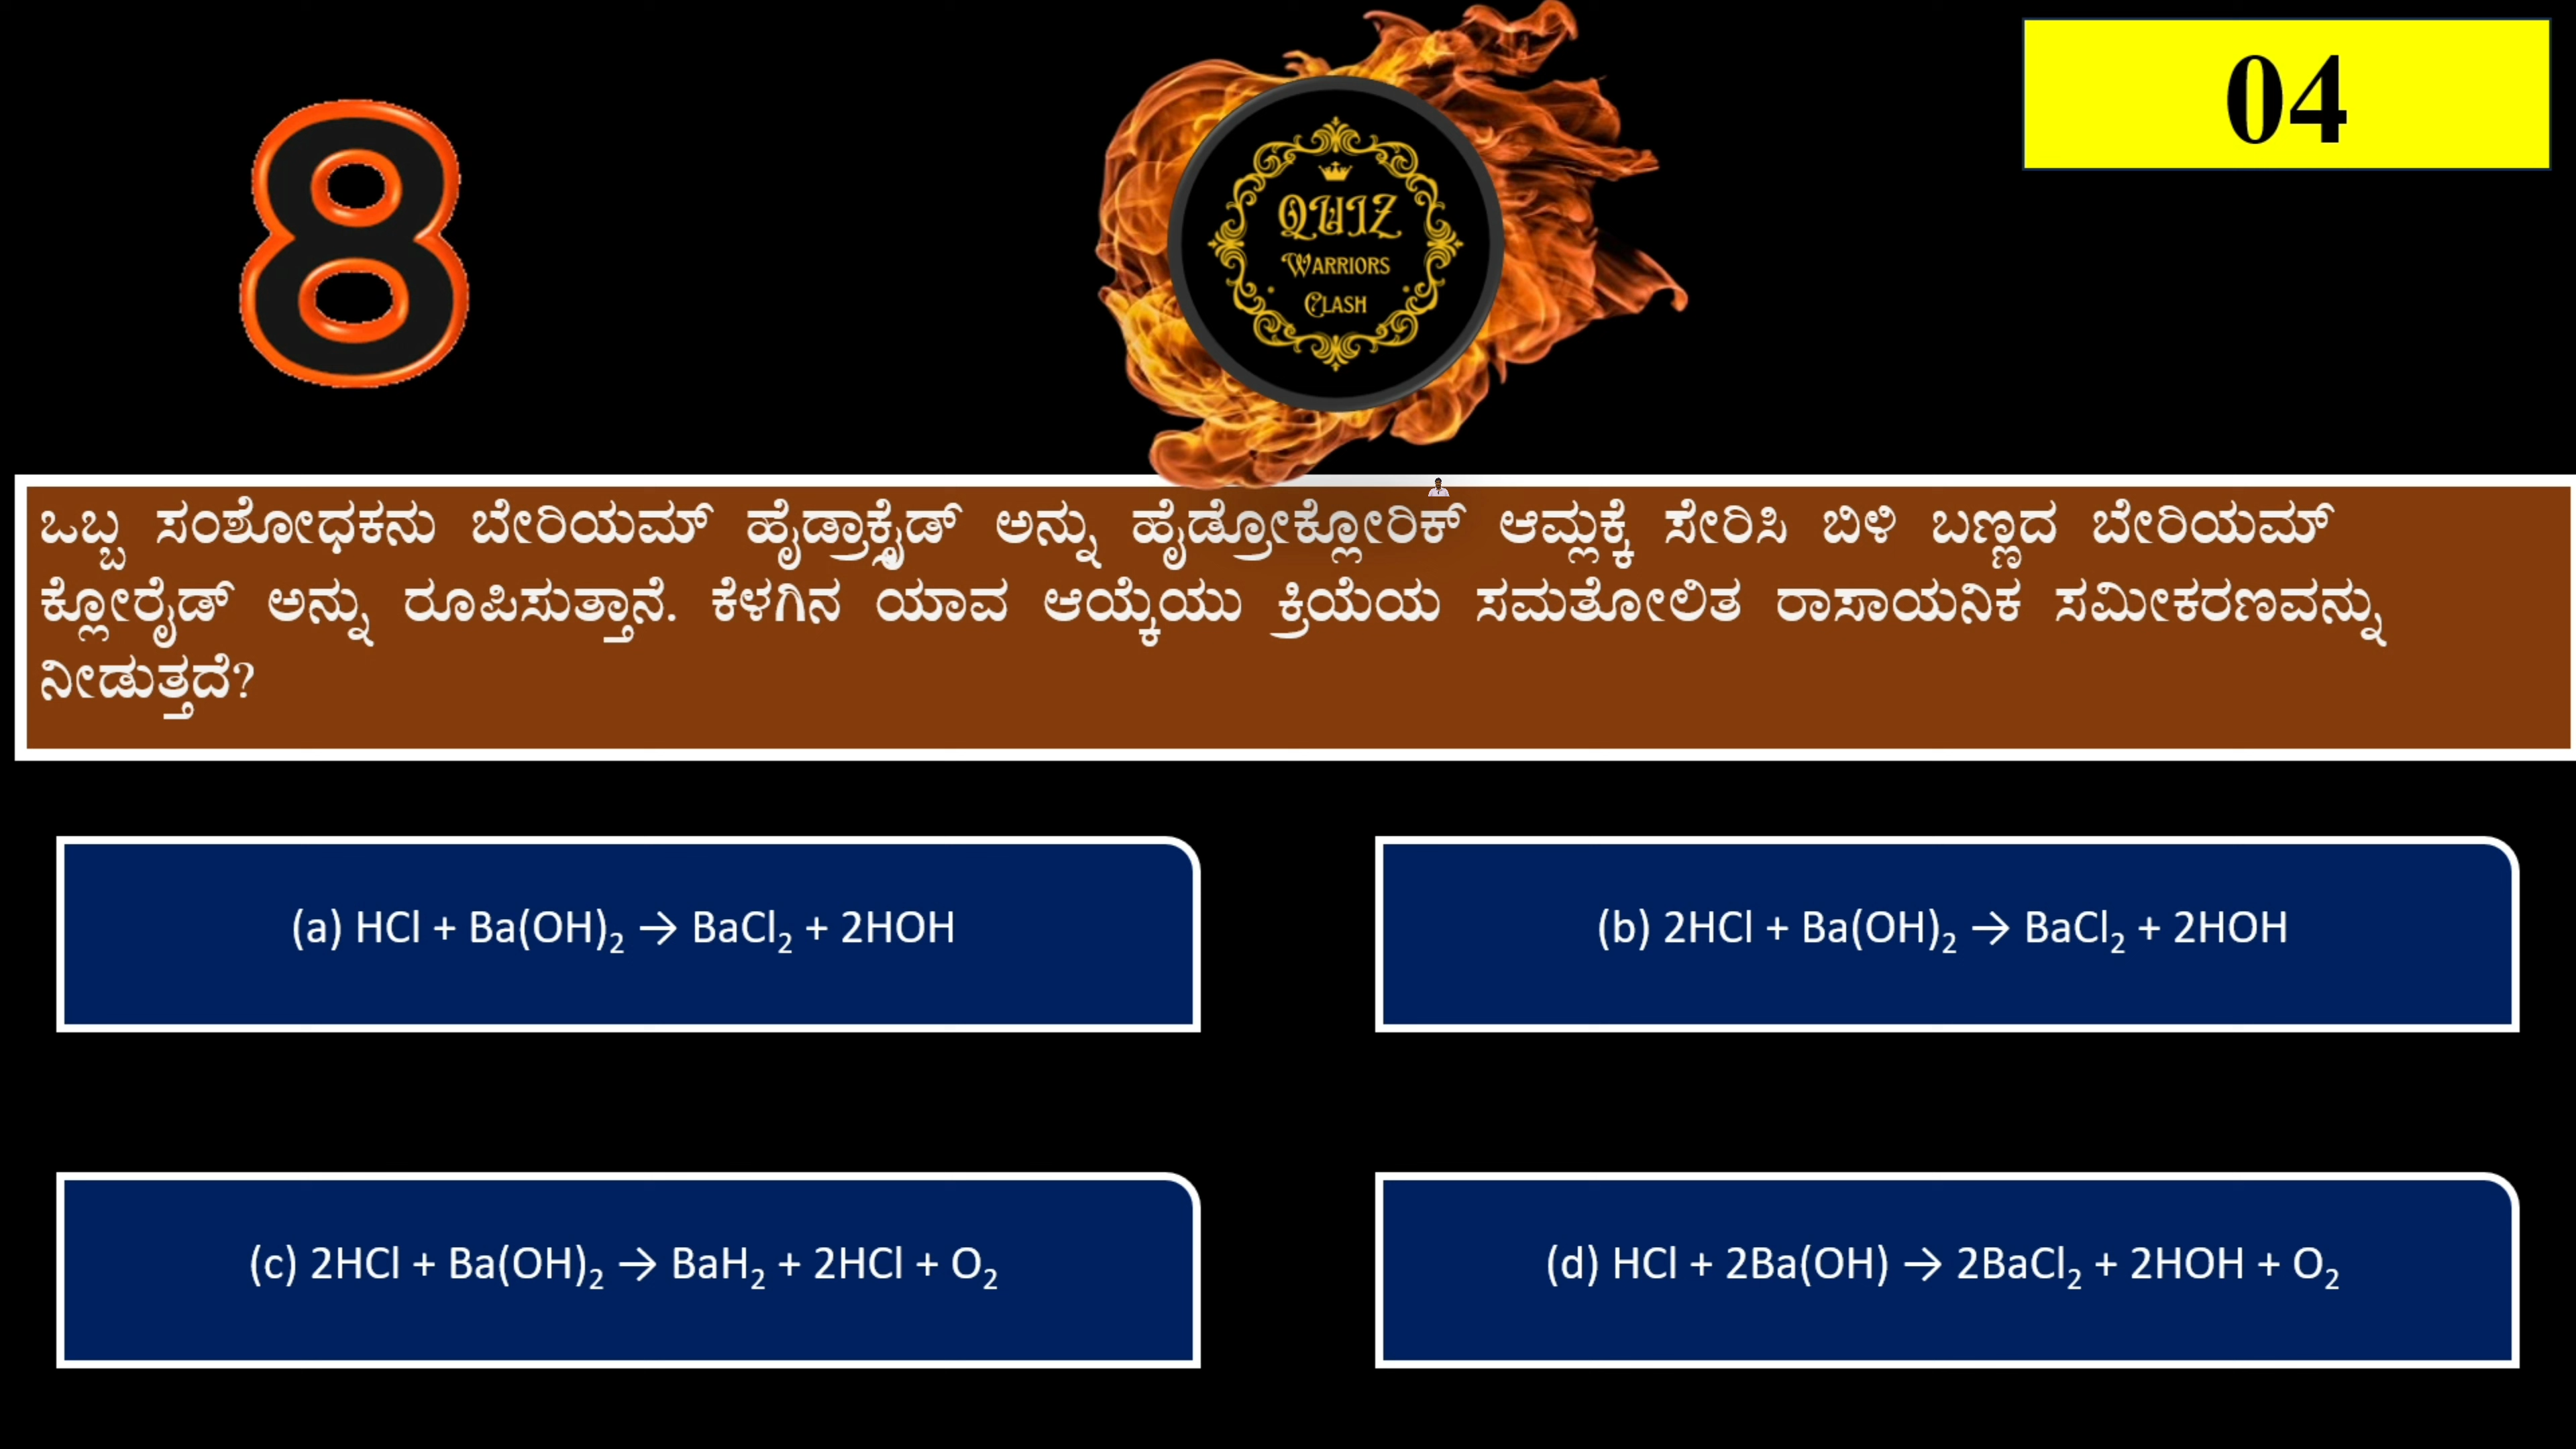 8
04
QUIZ
WARRIORS
CLASH
ಒಬ್ಬ ಸಂಶೋಧಕನು ಬೇರಿಯಮ್ ಹೈಡ್ರಾಕ್ಸೈಡ್ ಅನ್ನು ಹೈಡ್ರೋಕ್ಲೋರಿಕ್ ಆಮ್ಲಕ್ಕೆ ಸೇರಿಸಿ ಬಿಳಿ ಬಣ್ಣದ ಬೇರಿಯಮ್
ಕ್ಲೋರೈಡ್ ಅನ್ನು ರೂಪಿಸುತ್ತಾನೆ. ಕೆಳಗಿನ ಯಾವ ಆಯ್ಕೆಯು ಕ್ರಿಯೆಯ ಸಮತೋಲಿತ ರಾಸಾಯನಿಕ ಸಮೀಕರಣವನ್ನು
ನೀಡುತ್ತದೆ?
(a) HCl + Ba(OH)₂ → BaCl₂ + 2HOH
(b) 2HCl + Ba(OH)₂ → BaCl₂ + 2HOH
(c) 2HCl + Ba(OH)₂ → BaH₂ + 2HCl + O₂
(d) HCl + 2Ba(OH) → 2BaCl₂ + 2HOH + O₂